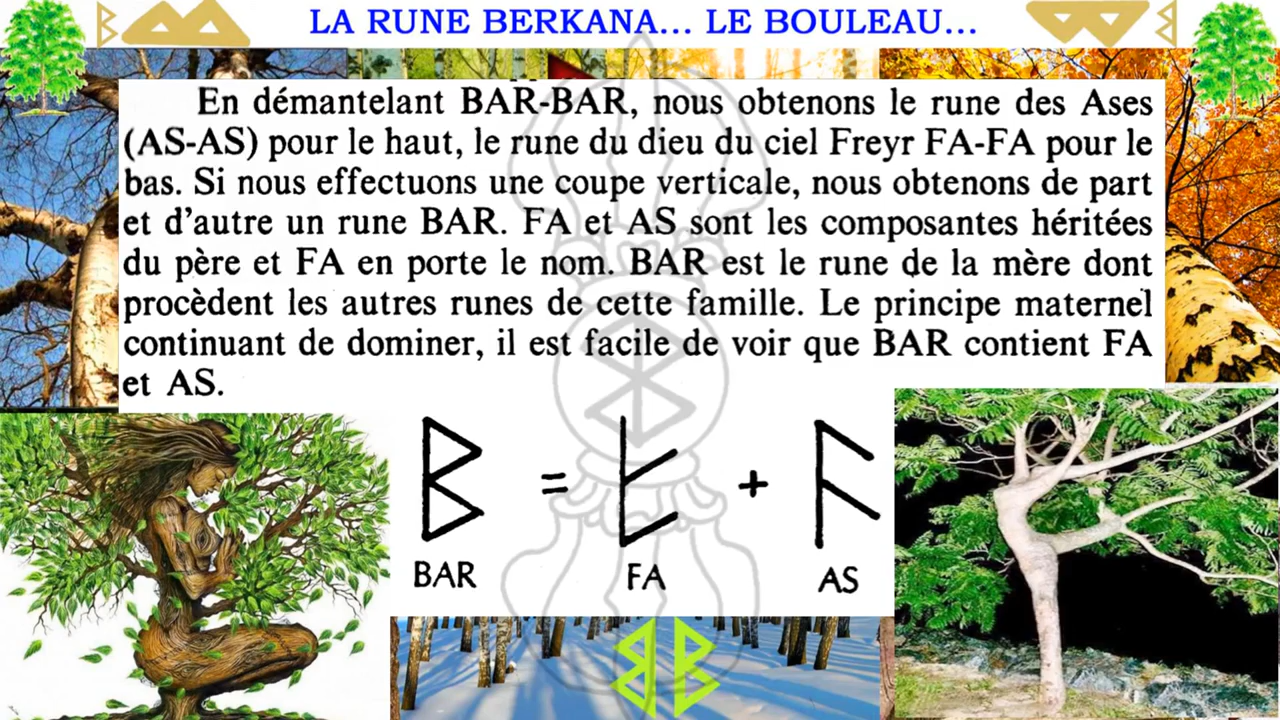 LA RUNE BERKANA... LE BOULEAU...
En démantelant BAR-BAR, nous obtenons le rune des Ases
(AS-AS) pour le haut, le rune du dieu du ciel Freyr FA-FA pour le
bas. Si nous effectuons une coupe verticale, nous obtenons de part
et d'autre un rune BAR. FA et AS sont les composantes héritées
du père et FA en porte le nom. BAR est le rune de la mère dont
procèdent les autres runes de cette famille. Le principe maternel
continuant de dominer, il est facile de voir que BAR contient FA
et AS.
= +
BAR FA AS